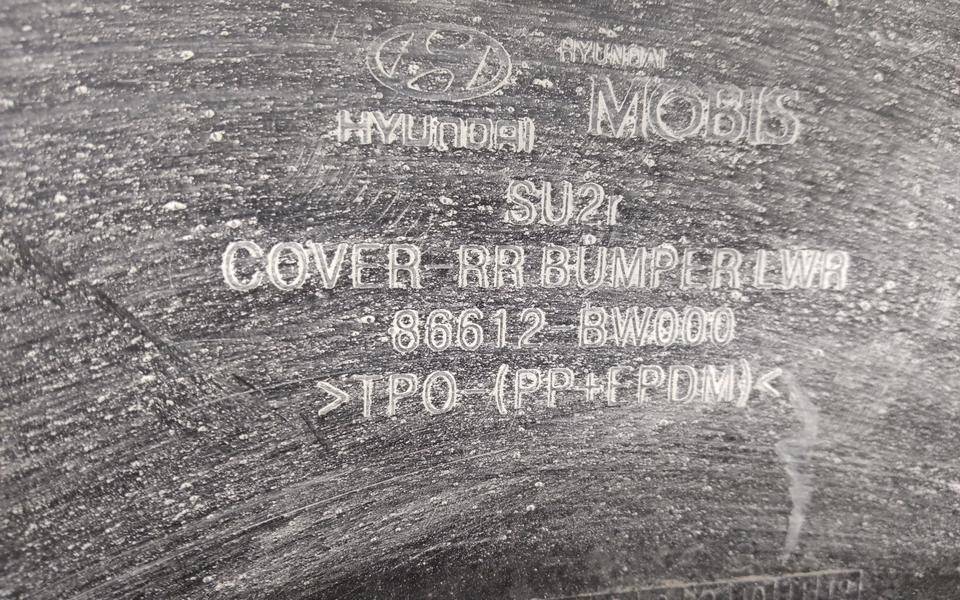 HYUNDAI
HYUNDAI
MOBIS
SU2r
COVER-RR BUMPER LWR
86612 BW000
>TPO-(PP+EPDM)<